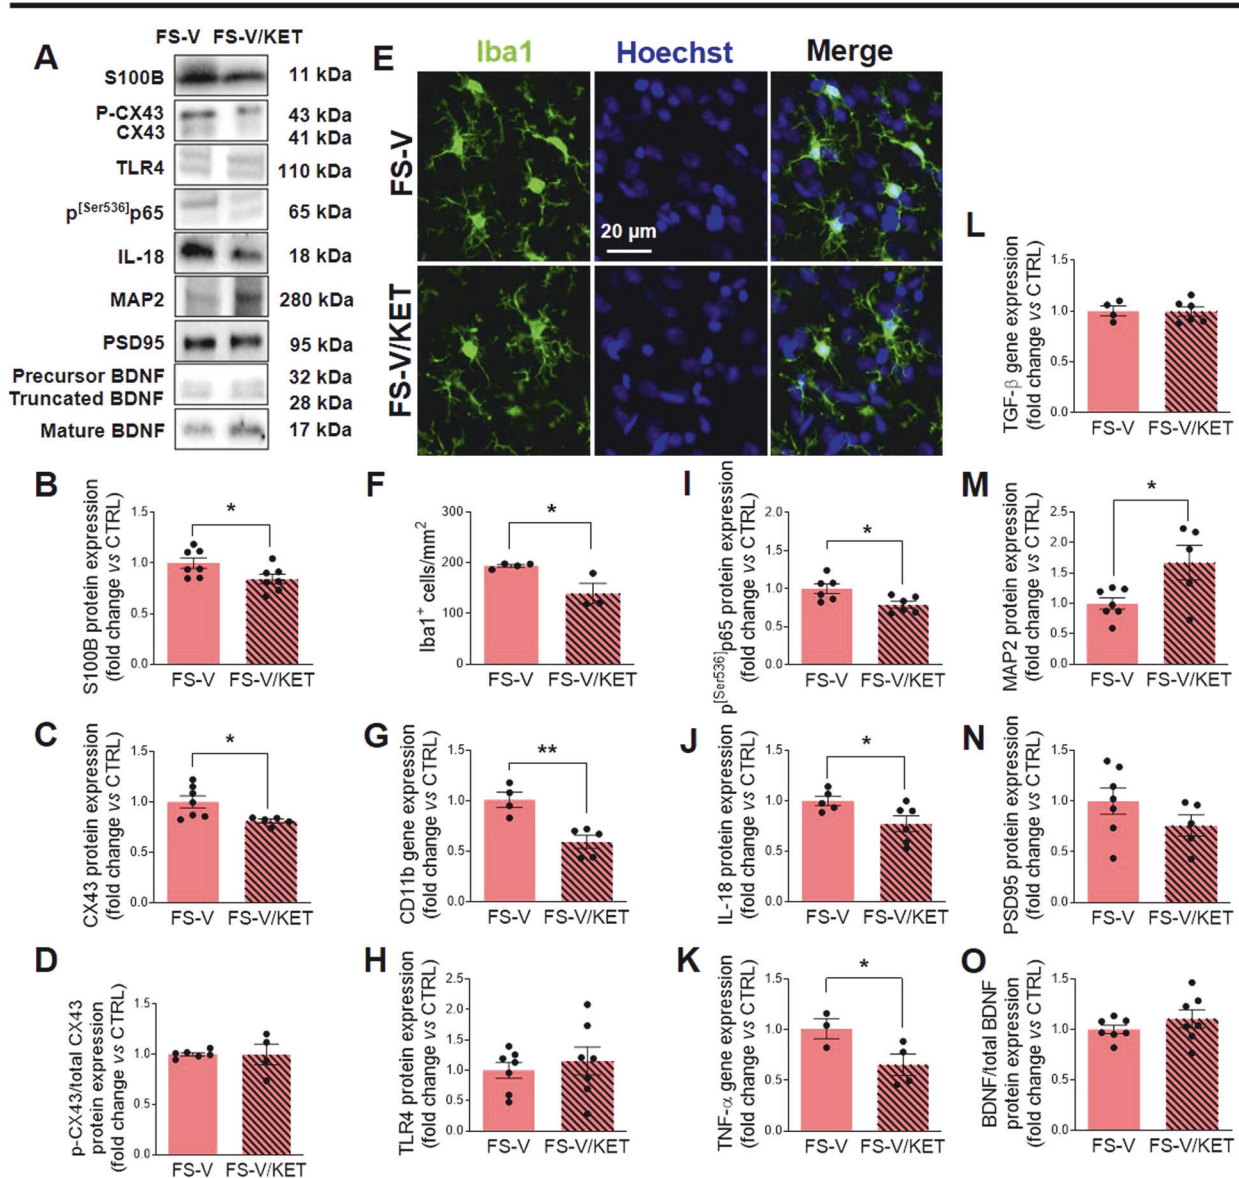 A
FS-V FS-V/KET
S100B 11 kDa
P-CX43 43 kDa
CX43 41 kDa
TLR4 110 kDa
p[Ser536]p65 65 kDa
IL-18 18 kDa
MAP2 280 kDa
PSD95 95 kDa
Precursor BDNF 32 kDa
Truncated BDNF 28 kDa
Mature BDNF 17 kDa
E
Iba1 Hoechst Merge
FS-V
20 µm
FS-V/KET
L
TGF-β gene expression
(fold change vs CTRL)
1.5
1.0
0.5
0.0
FS-V FS-V/KET
B
S100B protein expression
(fold change vs CTRL)
1.5
1.0
0.5
0.0
*
FS-V FS-V/KET
F
Iba1+ cells/mm2
300
200
100
0
*
FS-V FS-V/KET
I
p[Ser536]p65 protein expression
(fold change vs CTRL)
2.0
1.5
1.0
0.5
0.0
*
FS-V FS-V/KET
M
MAP2 protein expression
(fold change vs CTRL)
2.5
2.0
1.5
1.0
0.5
0.0
*
FS-V FS-V/KET
C
CX43 protein expression
(fold change vs CTRL)
1.5
1.0
0.5
0.0
*
FS-V FS-V/KET
G
CD11b gene expression
(fold change vs CTRL)
1.5
1.0
0.5
0.0
**
FS-V FS-V/KET
J
IL-18 protein expression
(fold change vs CTRL)
1.5
1.0
0.5
0.0
*
FS-V FS-V/KET
N
PSD95 protein expression
(fold change vs CTRL)
1.5
1.0
0.5
0.0
FS-V FS-V/KET
D
p-CX43/total CX43
protein expression
(fold change vs CTRL)
1.5
1.0
0.5
0.0
FS-V FS-V/KET
H
TLR4 protein expression
(fold change vs CTRL)
2.5
2.0
1.5
1.0
0.5
0.0
FS-V FS-V/KET
K
TNF-α gene expression
(fold change vs CTRL)
1.5
1.0
0.5
0.0
*
FS-V FS-V/KET
O
BDNF/total BDNF
protein expression
(fold change vs CTRL)
1.5
1.0
0.5
0.0
FS-V FS-V/KET